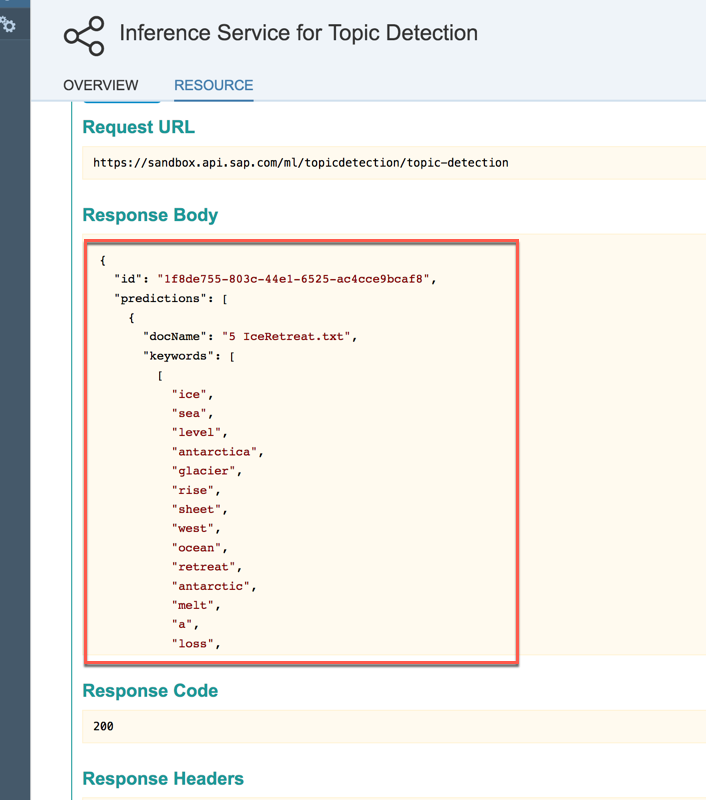 Inference Service for Topic Detection
OVERVIEW RESOURCE
Request URL
https://sandbox.api.sap.com/ml/topicdetection/topic-detection
Response Body
{
"id": "1f8de755-803c-44e1-6525-ac4cce9bcaf8",
"predictions": [
{
"docName": "5 IceRetreat.txt",
"keywords": [
[
"ice",
"sea",
"level",
"antarctica",
"glacier",
"rise",
"sheet",
"west",
"ocean",
"retreat",
"antarctic",
"melt",
"a",
"loss",
Response Code
200
Response Headers